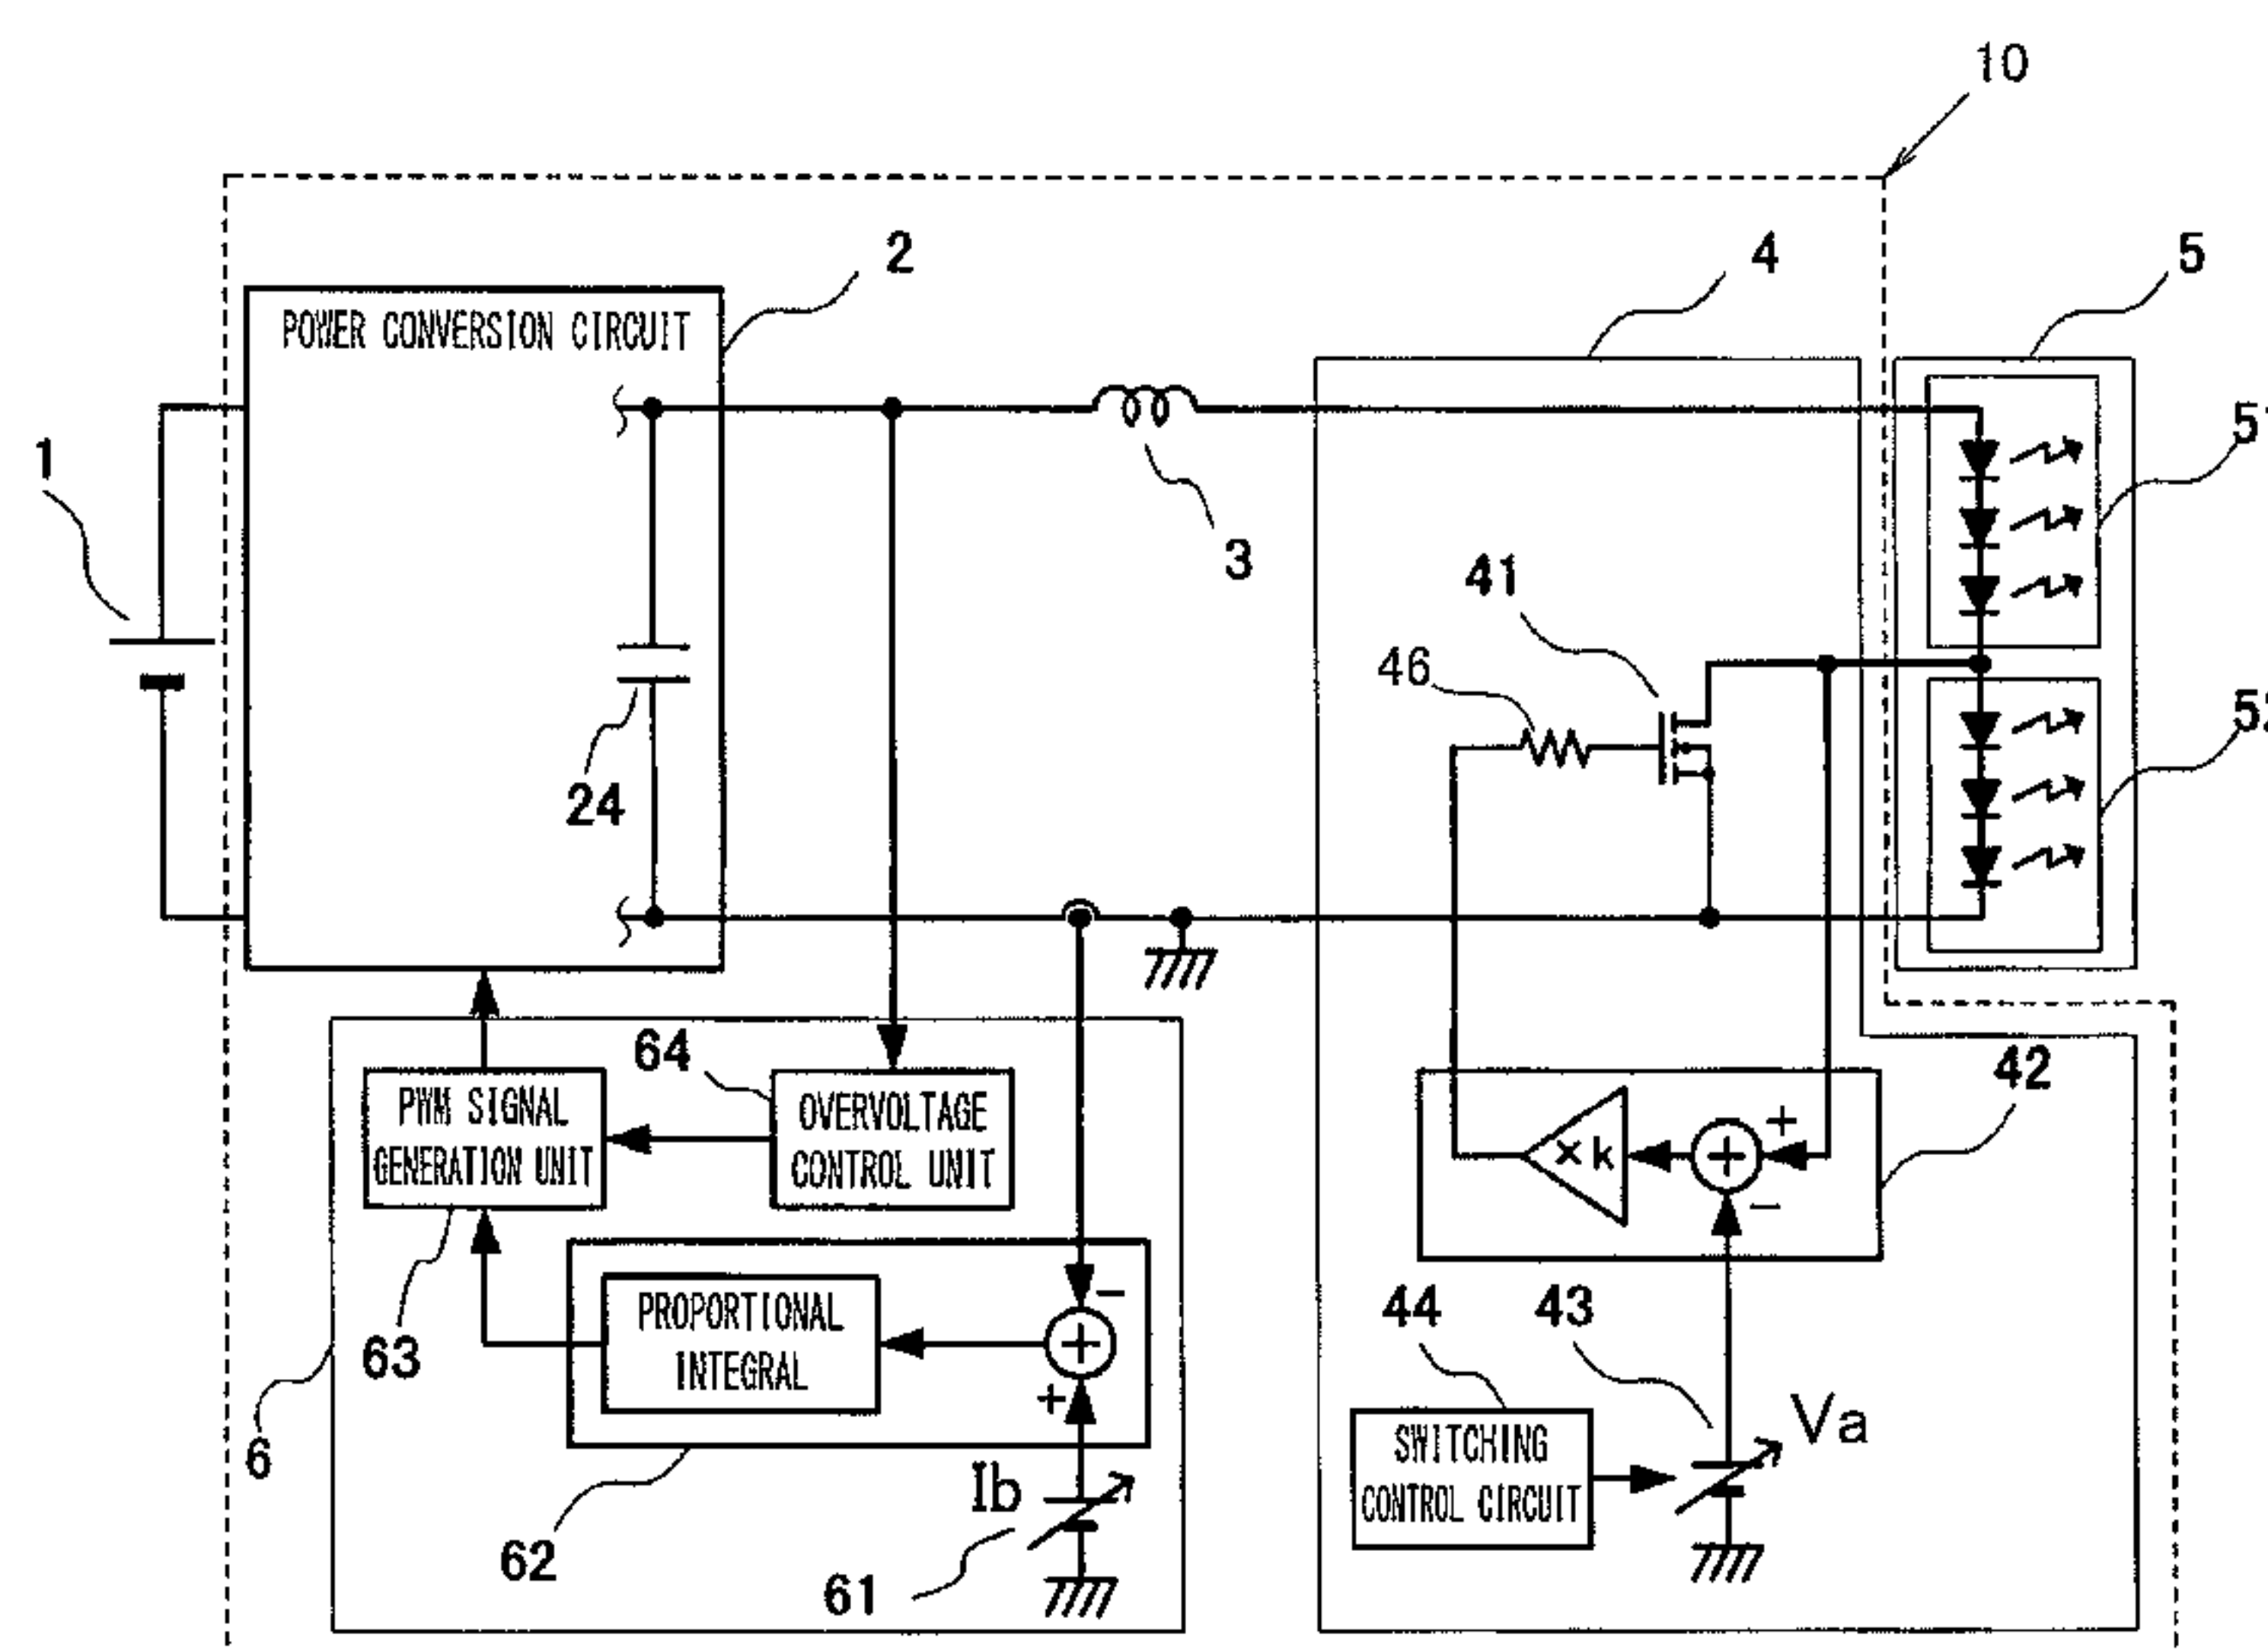 10
2
4
5
POWER CONVERSION CIRCUIT
1
3
41
46
24
64
42
PWM SIGNAL
GENERATION UNIT
OVERVOLTAGE
CONTROL UNIT
+
×k
+
−
63
PROPORTIONAL
INTEGRAL
−
+
+
44
43
Va
6
SWITCHING
CONTROL CIRCUIT
Ib
62
61